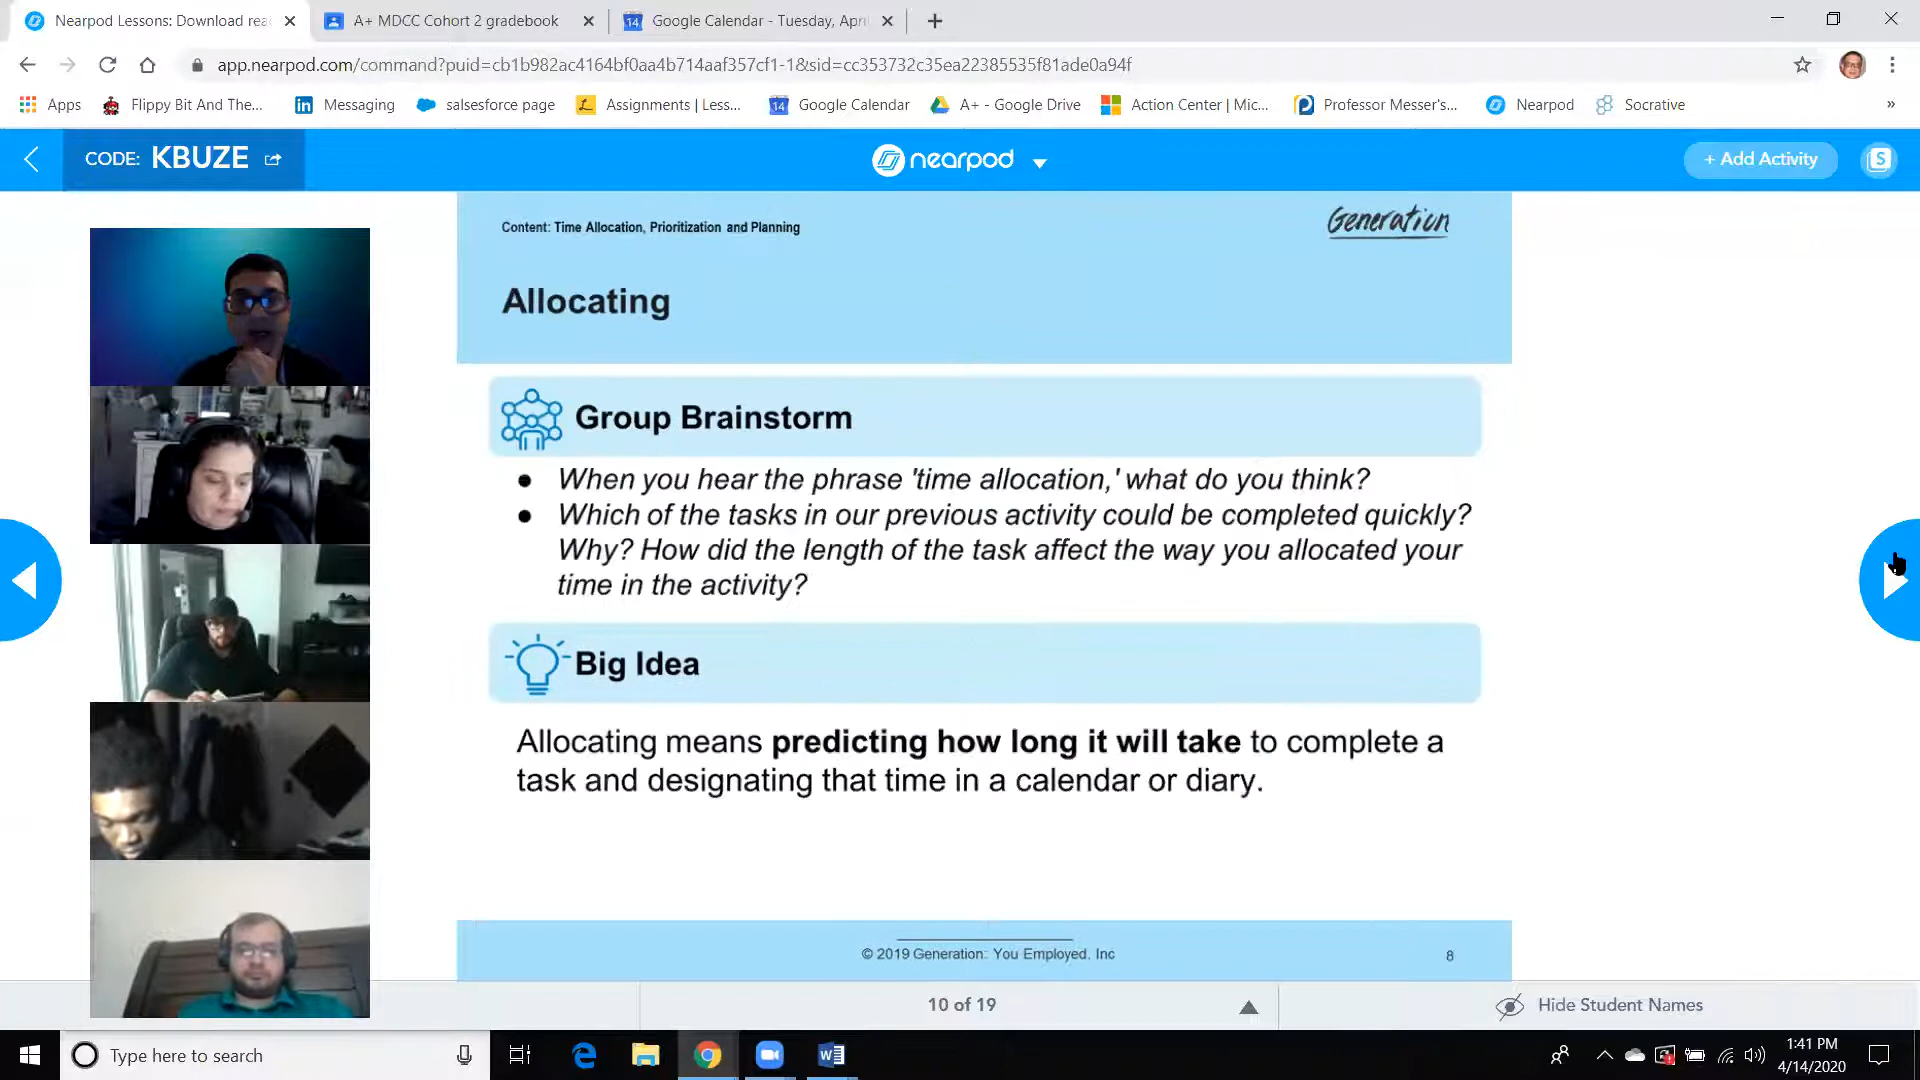 Nearpod Lessons: Download rea
A+ MDCC Cohort 2 gradebook
14
Google Calendar - Tuesday, Apri
app.nearpod.com/command?puid=cb1b982ac4164bf0aa4b714aaf357cf1-1&sid=cc353732c35ea22385535f81ade0a94f
Apps
Flippy Bit And The...
in
Messaging
salsesforce page
Assignments | Less...
14
Google Calendar
A+ - Google Drive
Action Center | Mic...
Professor Messer's...
Nearpod
Socrative
»
CODE: KBUZE
nearpod
+ Add Activity
S
Content: Time Allocation, Prioritization and Planning
Generation
Allocating
Group Brainstorm
● When you hear the phrase 'time allocation,' what do you think?
● Which of the tasks in our previous activity could be completed quickly?
Why? How did the length of the task affect the way you allocated your
time in the activity?
Big Idea
Allocating means predicting how long it will take to complete a
task and designating that time in a calendar or diary.
© 2019 Generation: You Employed, Inc
8
10 of 19
Hide Student Names
Type here to search
1:41 PM
4/14/2020